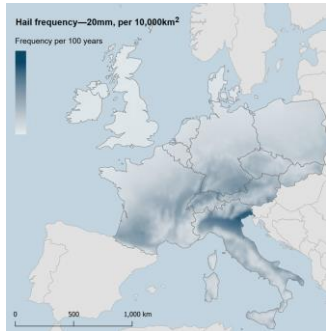 Hail frequency—20mm, per 10,000km²
Frequency per 100 years
0 500 1,000 km